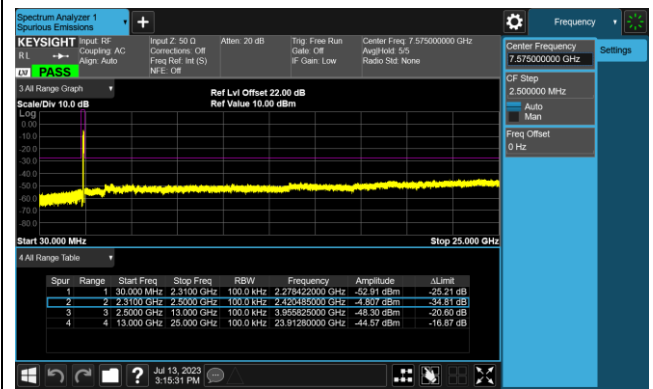 Spectrum Analyzer 1
Spurious Emissions
Frequency
KEYSIGHT Input: RF Input Z: 50 Ω Atten: 20 dB Trig: Free Run Center Freq: 7.575000000 GHz
RL Coupling: AC Corrections: Off Gate: Off Avg|Hold: 5/5
Align: Auto Freq Ref: Int (S) IF Gain: Low Radio Std: None
LXI PASS NFE: Off
Center Frequency
7.575000000 GHz
Settings
CF Step
2.500000 MHz
Auto
Man
Freq Offset
0 Hz
3 All Range Graph
Ref Lvl Offset 22.00 dB
Scale/Div 10.0 dB Ref Value 10.00 dBm
Log
0.00
-10.0
-20.0
-30.0
-40.0
-50.0
-60.0
-70.0
-80.0
Start 30.000 MHz Stop 25.000 GHz
4 All Range Table
Spur Range Start Freq Stop Freq RBW Frequency Amplitude ΔLimit
1 1 30.000 MHz 2.3100 GHz 100.0 kHz 2.278422000 GHz -52.91 dBm -25.21 dB
2 2 2.3100 GHz 2.5000 GHz 100.0 kHz 2.420485000 GHz -4.807 dBm -34.81 dB
3 3 2.5000 GHz 13.000 GHz 100.0 kHz 3.955825000 GHz -48.30 dBm -20.60 dB
4 4 13.000 GHz 25.000 GHz 100.0 kHz 23.91280000 GHz -44.57 dBm -16.87 dB
? Jul 13, 2023
3:15:31 PM